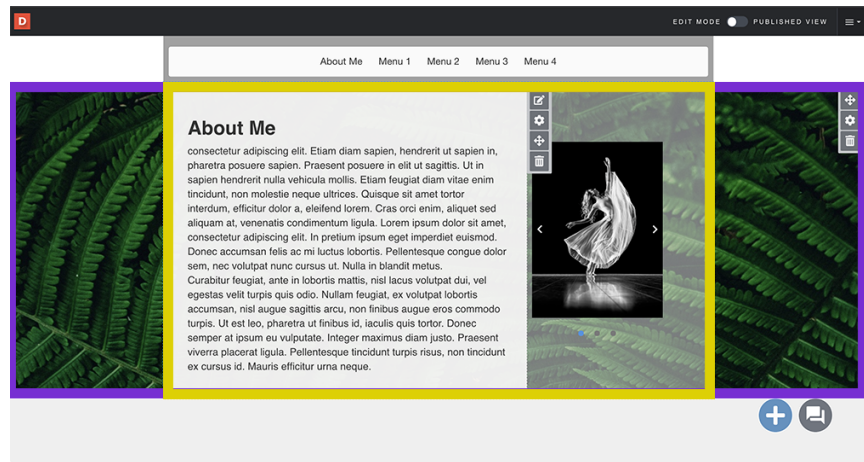 D
EDIT MODE PUBLISHED VIEW
About Me Menu 1 Menu 2 Menu 3 Menu 4
About Me
consectetur adipiscing elit. Etiam diam sapien, hendrerit ut sapien in,
pharetra posuere sapien. Praesent posuere in elit ut sagittis. Ut in
sapien hendrerit nulla vehicula mollis. Etiam feugiat diam vitae enim
tincidunt, non molestie neque ultrices. Quisque sit amet tortor
interdum, efficitur dolor a, eleifend lorem. Cras orci enim, aliquet sed
aliquam at, venenatis condimentum ligula. Lorem ipsum dolor sit amet,
consectetur adipiscing elit. In pretium ipsum eget imperdiet euismod.
Donec accumsan felis ac mi luctus lobortis. Pellentesque congue dolor
sem, nec volutpat nunc cursus ut. Nulla in blandit metus.
Curabitur feugiat, ante in lobortis mattis, nisl lacus volutpat dui, vel
egestas velit turpis quis odio. Nullam feugiat, ex volutpat lobortis
accumsan, nisl augue sagittis arcu, non finibus augue eros commodo
turpis. Ut est leo, pharetra ut finibus id, iaculis quis tortor. Donec
semper at ipsum eu vulputate. Integer maximus diam justo. Praesent
viverra placerat ligula. Pellentesque tincidunt turpis risus, non tincidunt
ex cursus id. Mauris efficitur urna neque.